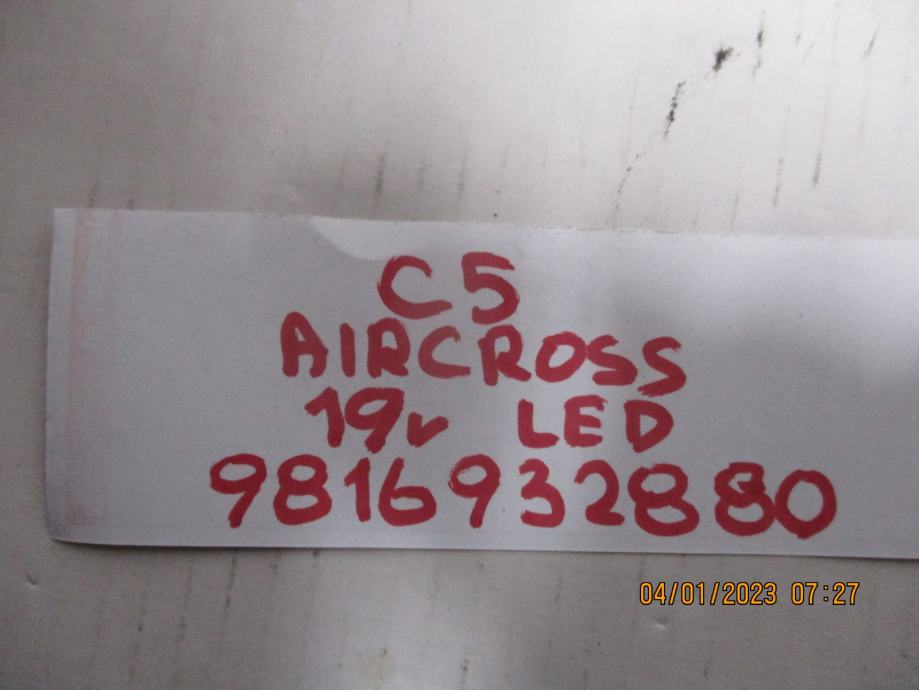 C5
AIRCROSS
19v LED
9816932880
04/01/2023 07:27